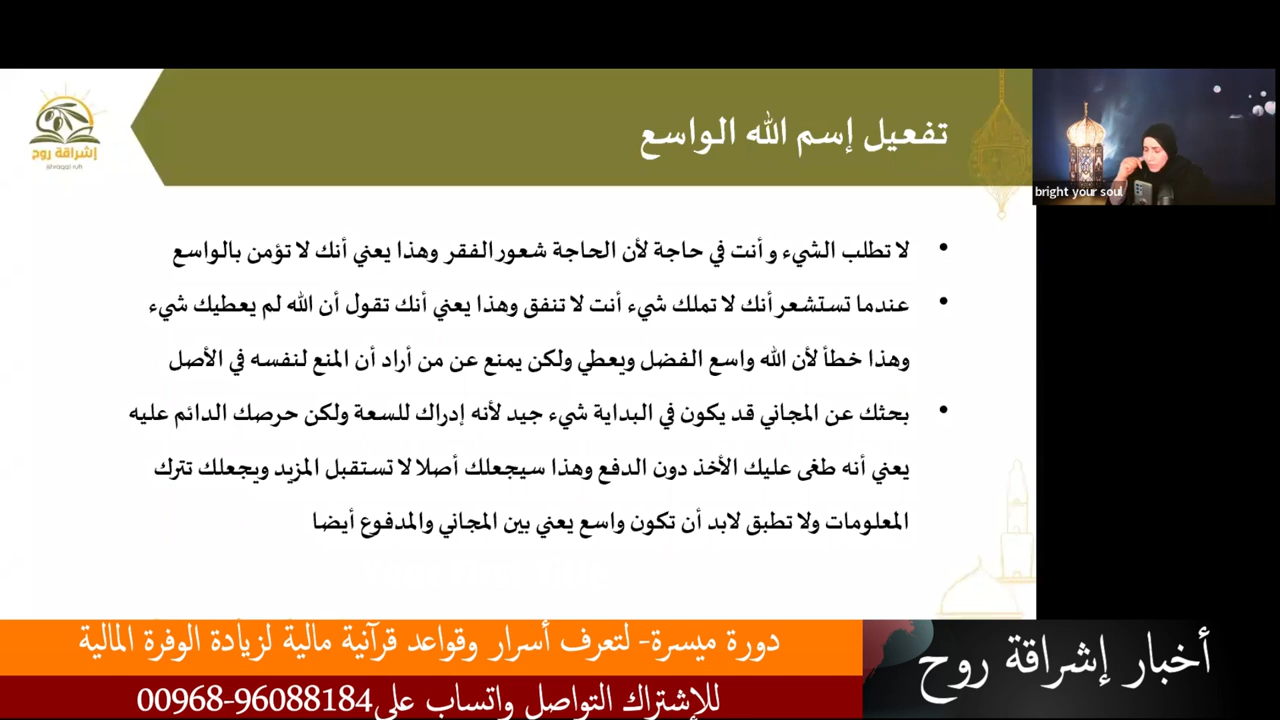 تفعيل إسم الله الواسع
إشراقة روح
ishraqat ruh
bright your soul
• لا تطلب الشيء و أنت في حاجة لأن الحاجة شعور الفقر وهذا يعني أنك لا تؤمن بالواسع
• عندما تستشعر أنك لا تملك شيء أنت لا تنفق وهذا يعني أنك تقول أن الله لم يعطيك شيء
وهذا خطأ لأن الله واسع الفضل ويعطي ولكن يمنع عن من أراد أن المنع لنفسه في الأصل
• بحثك عن المجاني قد يكون في البداية شيء جيد لأنه إدراك للسعة ولكن حرصك الدائم عليه
يعني أنه طغى عليك الأخذ دون الدفع وهذا سيجعلك أصلا لا تستقبل المزيد ويجعلك تترك
المعلومات ولا تطبق لابد أن تكون واسع يعني بين المجاني والمدفوع أيضا
أخبار إشراقة روح
دورة ميسرة- لتعرف أسرار وقواعد قرآنية مالية لزيادة الوفرة المالية
للإشتراك التواصل واتساب على00968-96088184